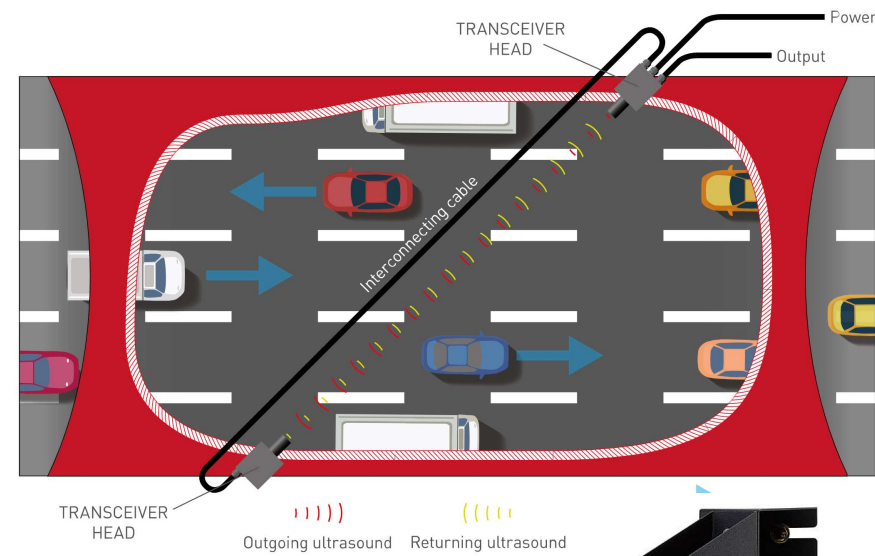 TRANSCEIVER
HEAD
Power
Output
Interconnecting cable
TRANSCEIVER
HEAD
Outgoing ultrasound
Returning ultrasound